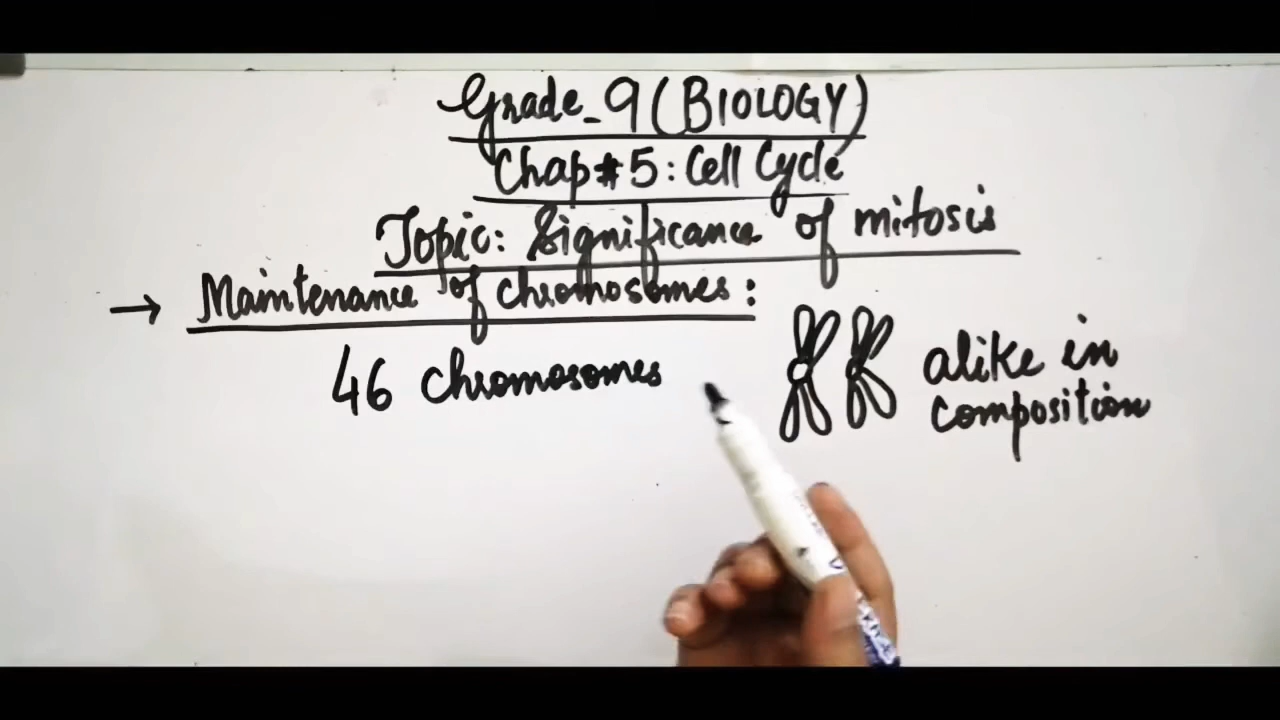 Grade_9 (BIOLOGY)
Chap#5: Cell Cycle
Topic: Significance of mitosis
→ Maintenance of chromosomes:
46 chromosomes
alike in
composition